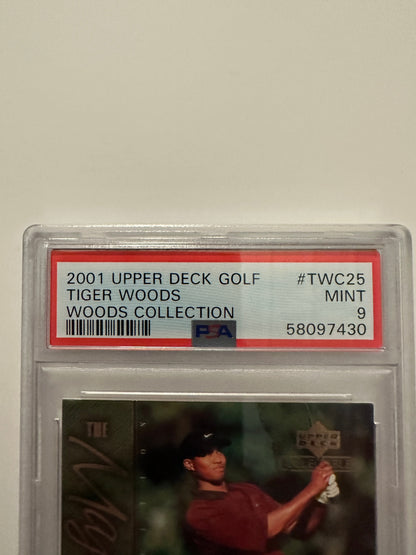 2001 UPPER DECK GOLF #TWC25
TIGER WOODS MINT
WOODS COLLECTION 9
PSA 58097430
THE
UPPER
DECK